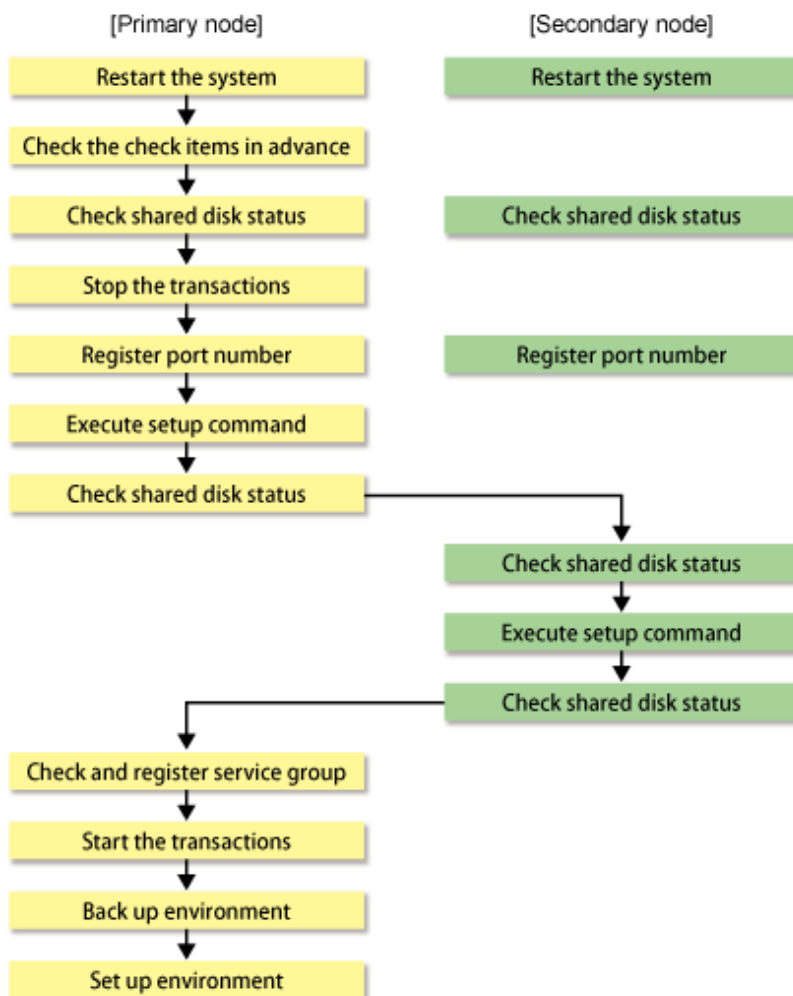 [Primary node]
[Secondary node]
Restart the system
Restart the system
Check the check items in advance
Check shared disk status
Check shared disk status
Stop the transactions
Register port number
Register port number
Execute setup command
Check shared disk status
Check shared disk status
Execute setup command
Check shared disk status
Check and register service group
Start the transactions
Back up environment
Set up environment